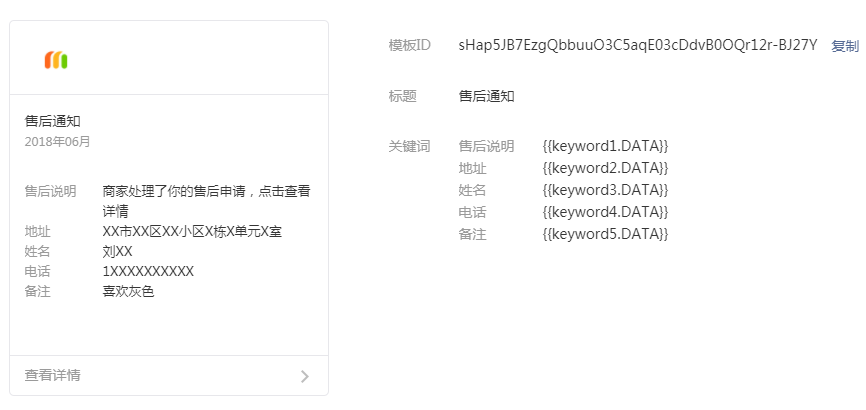 售后通知
2018年06月
售后说明 商家处理了你的售后申请，点击查看
详情
地址 XX市XX区XX小区X栋X单元X室
姓名 刘XX
电话 1XXXXXXXXXX
备注 喜欢灰色
查看详情
模板ID sHap5JB7EzgQbbuuO3C5aqE03cDdvB0OQr12r-BJ27Y 复制
标题 售后通知
关键词 售后说明 {{keyword1.DATA}}
地址 {{keyword2.DATA}}
姓名 {{keyword3.DATA}}
电话 {{keyword4.DATA}}
备注 {{keyword5.DATA}}